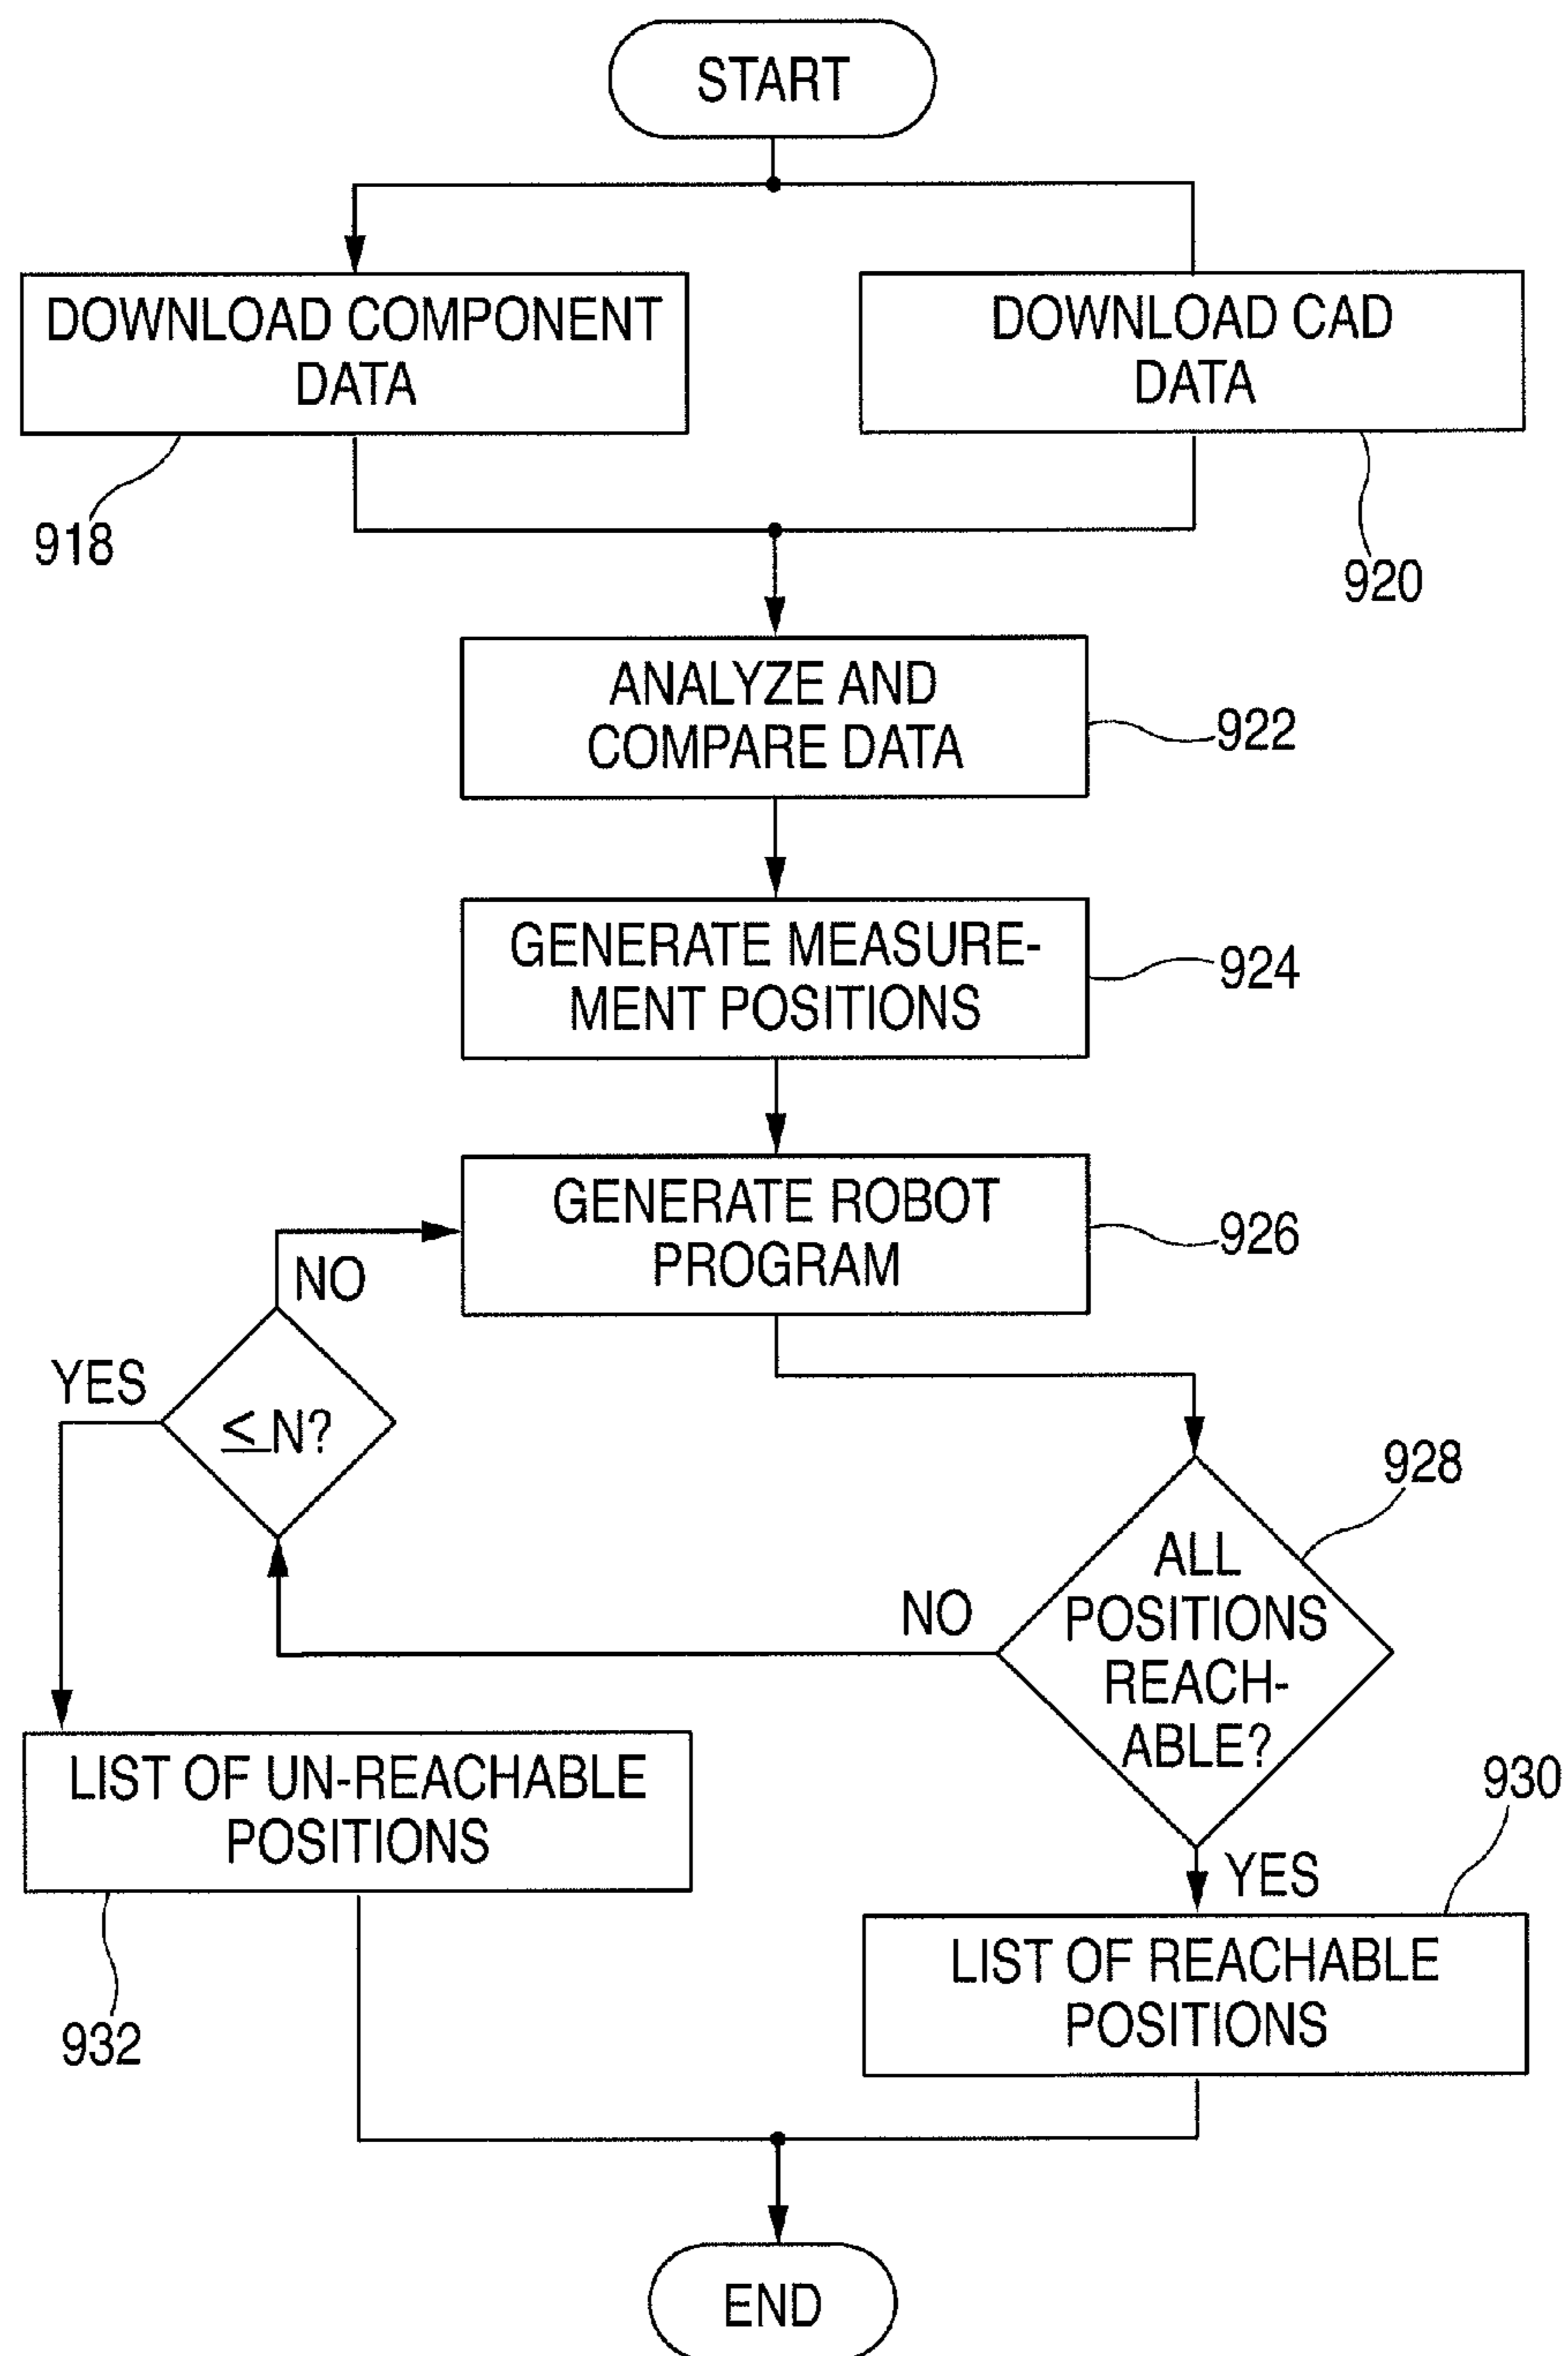 START
DOWNLOAD COMPONENT
DATA
DOWNLOAD CAD
DATA
918
920
ANALYZE AND
COMPARE DATA
922
GENERATE MEASURE-
MENT POSITIONS
924
GENERATE ROBOT
PROGRAM
926
NO
YES
≤ N?
928
ALL
POSITIONS
REACH-
ABLE?
NO
YES
930
LIST OF UN-REACHABLE
POSITIONS
932
LIST OF REACHABLE
POSITIONS
END